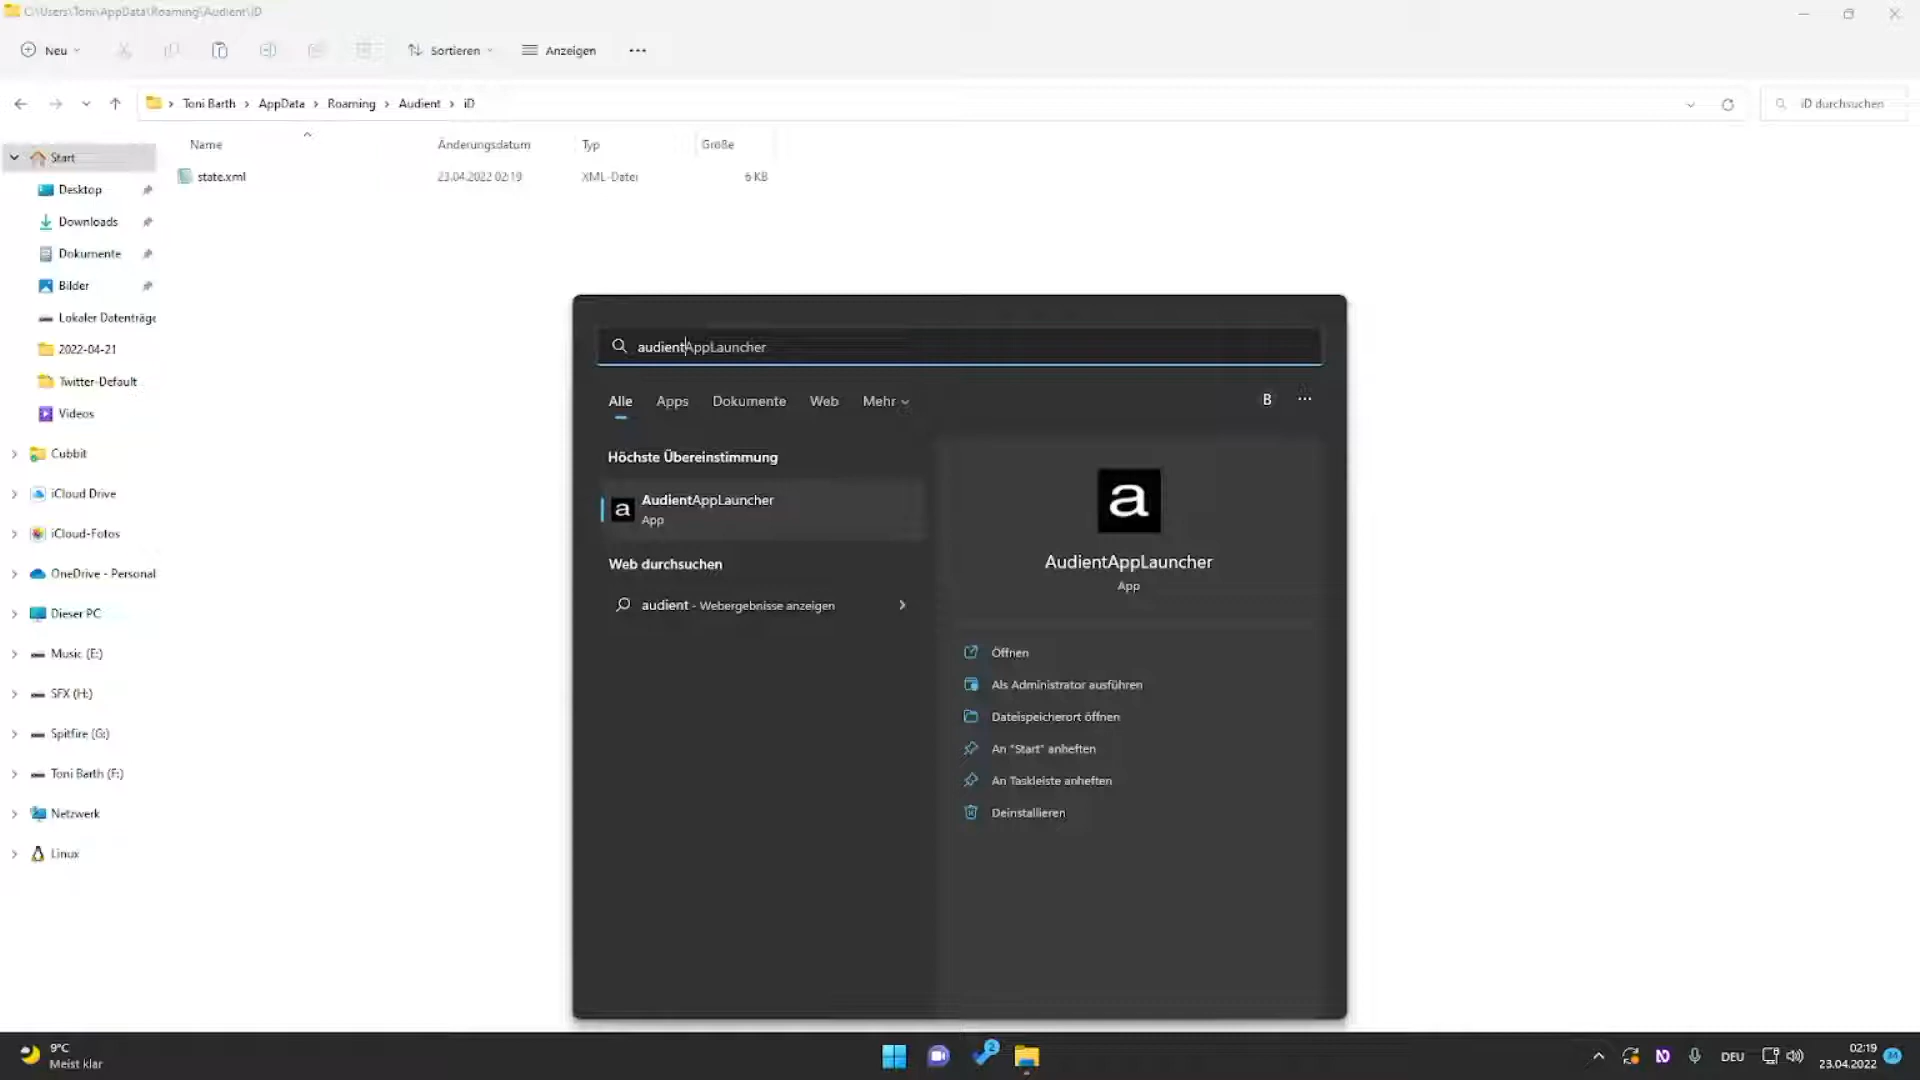 C:\Users\Toni\AppData\Roaming\Audient\iD
Neu
Sortieren
Anzeigen
Toni Barth > AppData > Roaming > Audient > iD
iD durchsuchen
Name
Änderungsdatum
Typ
Größe
state.xml
23.04.2022 02:19
XML-Datei
6 KB
Start
Desktop
Downloads
Dokumente
Bilder
Lokaler Datenträge
2022-04-21
Twitter-Default
Videos
Cubbit
iCloud Drive
iCloud-Fotos
OneDrive - Personal
Dieser PC
Music (E:)
SFX (H:)
Spitfire (G:)
Toni Barth (F:)
Netzwerk
Linux
audientAppLauncher
Alle
Apps
Dokumente
Web
Mehr
B
Höchste Übereinstimmung
a
AudientAppLauncher
App
Web durchsuchen
audient - Webergebnisse anzeigen
a
AudientAppLauncher
App
Öffnen
Als Administrator ausführen
Dateispeicherort öffnen
An "Start" anheften
An Taskleiste anheften
Deinstallieren
9°C
Meist klar
2
DEU
02:19
23.04.2022